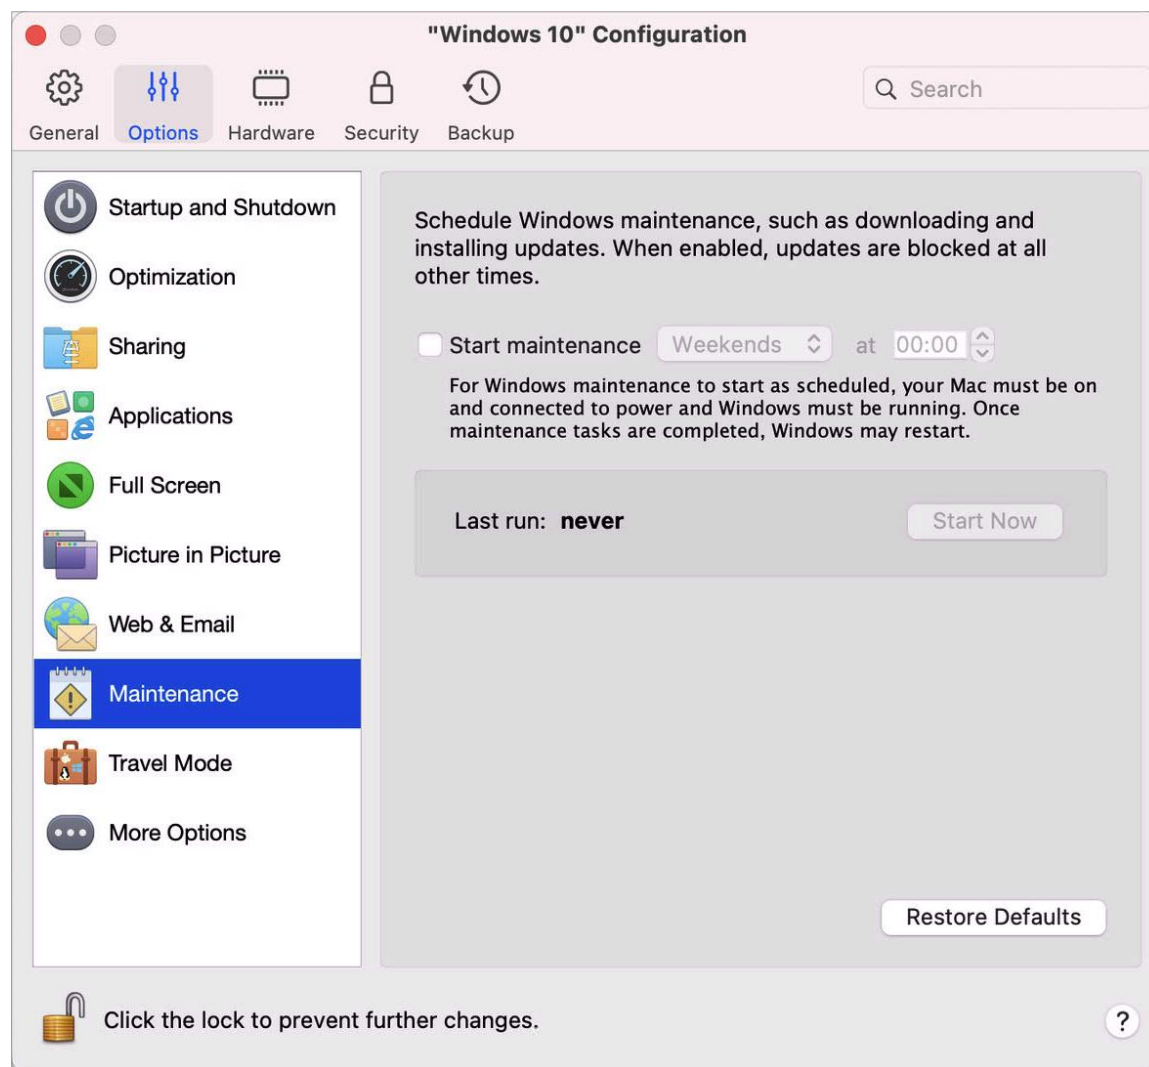 "Windows 10" Configuration
General Options Hardware Security Backup
Search
Startup and Shutdown
Optimization
Sharing
Applications
Full Screen
Picture in Picture
Web & Email
Maintenance
Travel Mode
More Options
Schedule Windows maintenance, such as downloading and
installing updates. When enabled, updates are blocked at all
other times.
Start maintenance Weekends at 00:00
For Windows maintenance to start as scheduled, your Mac must be on
and connected to power and Windows must be running. Once
maintenance tasks are completed, Windows may restart.
Last run: never Start Now
Restore Defaults
Click the lock to prevent further changes.
?